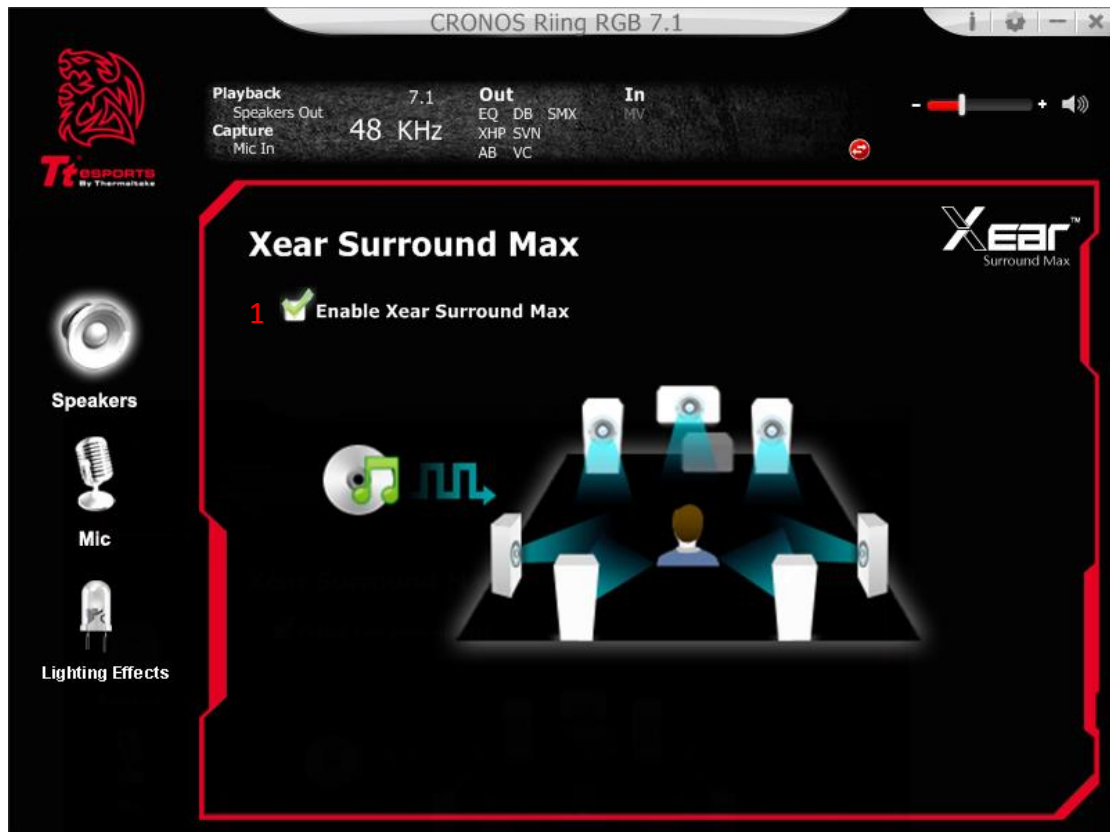 CRONOS Riing RGB 7.1
i
Playback 7.1 Out In
Speakers Out EQ DB SMX MV
Capture 48 KHz XHP SVN
Mic In AB VC
- +
Tt eSPORTS
By Thermaltake
Xear Surround Max
Xear™
Surround Max
1 Enable Xear Surround Max
Speakers
Mic
Lighting Effects